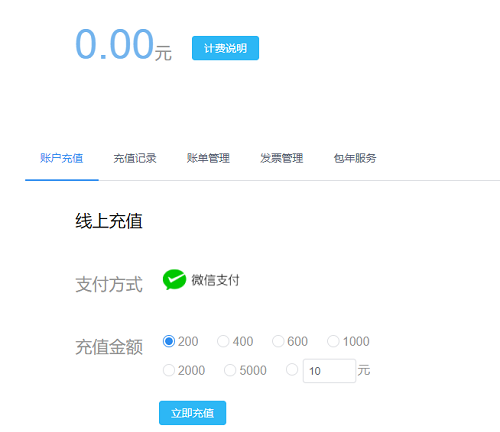 0.00元 计费说明
账户充值 充值记录 账单管理 发票管理 包年服务
线上充值
支付方式 微信支付
充值金额 200 400 600 1000
2000 5000 10 元
立即充值